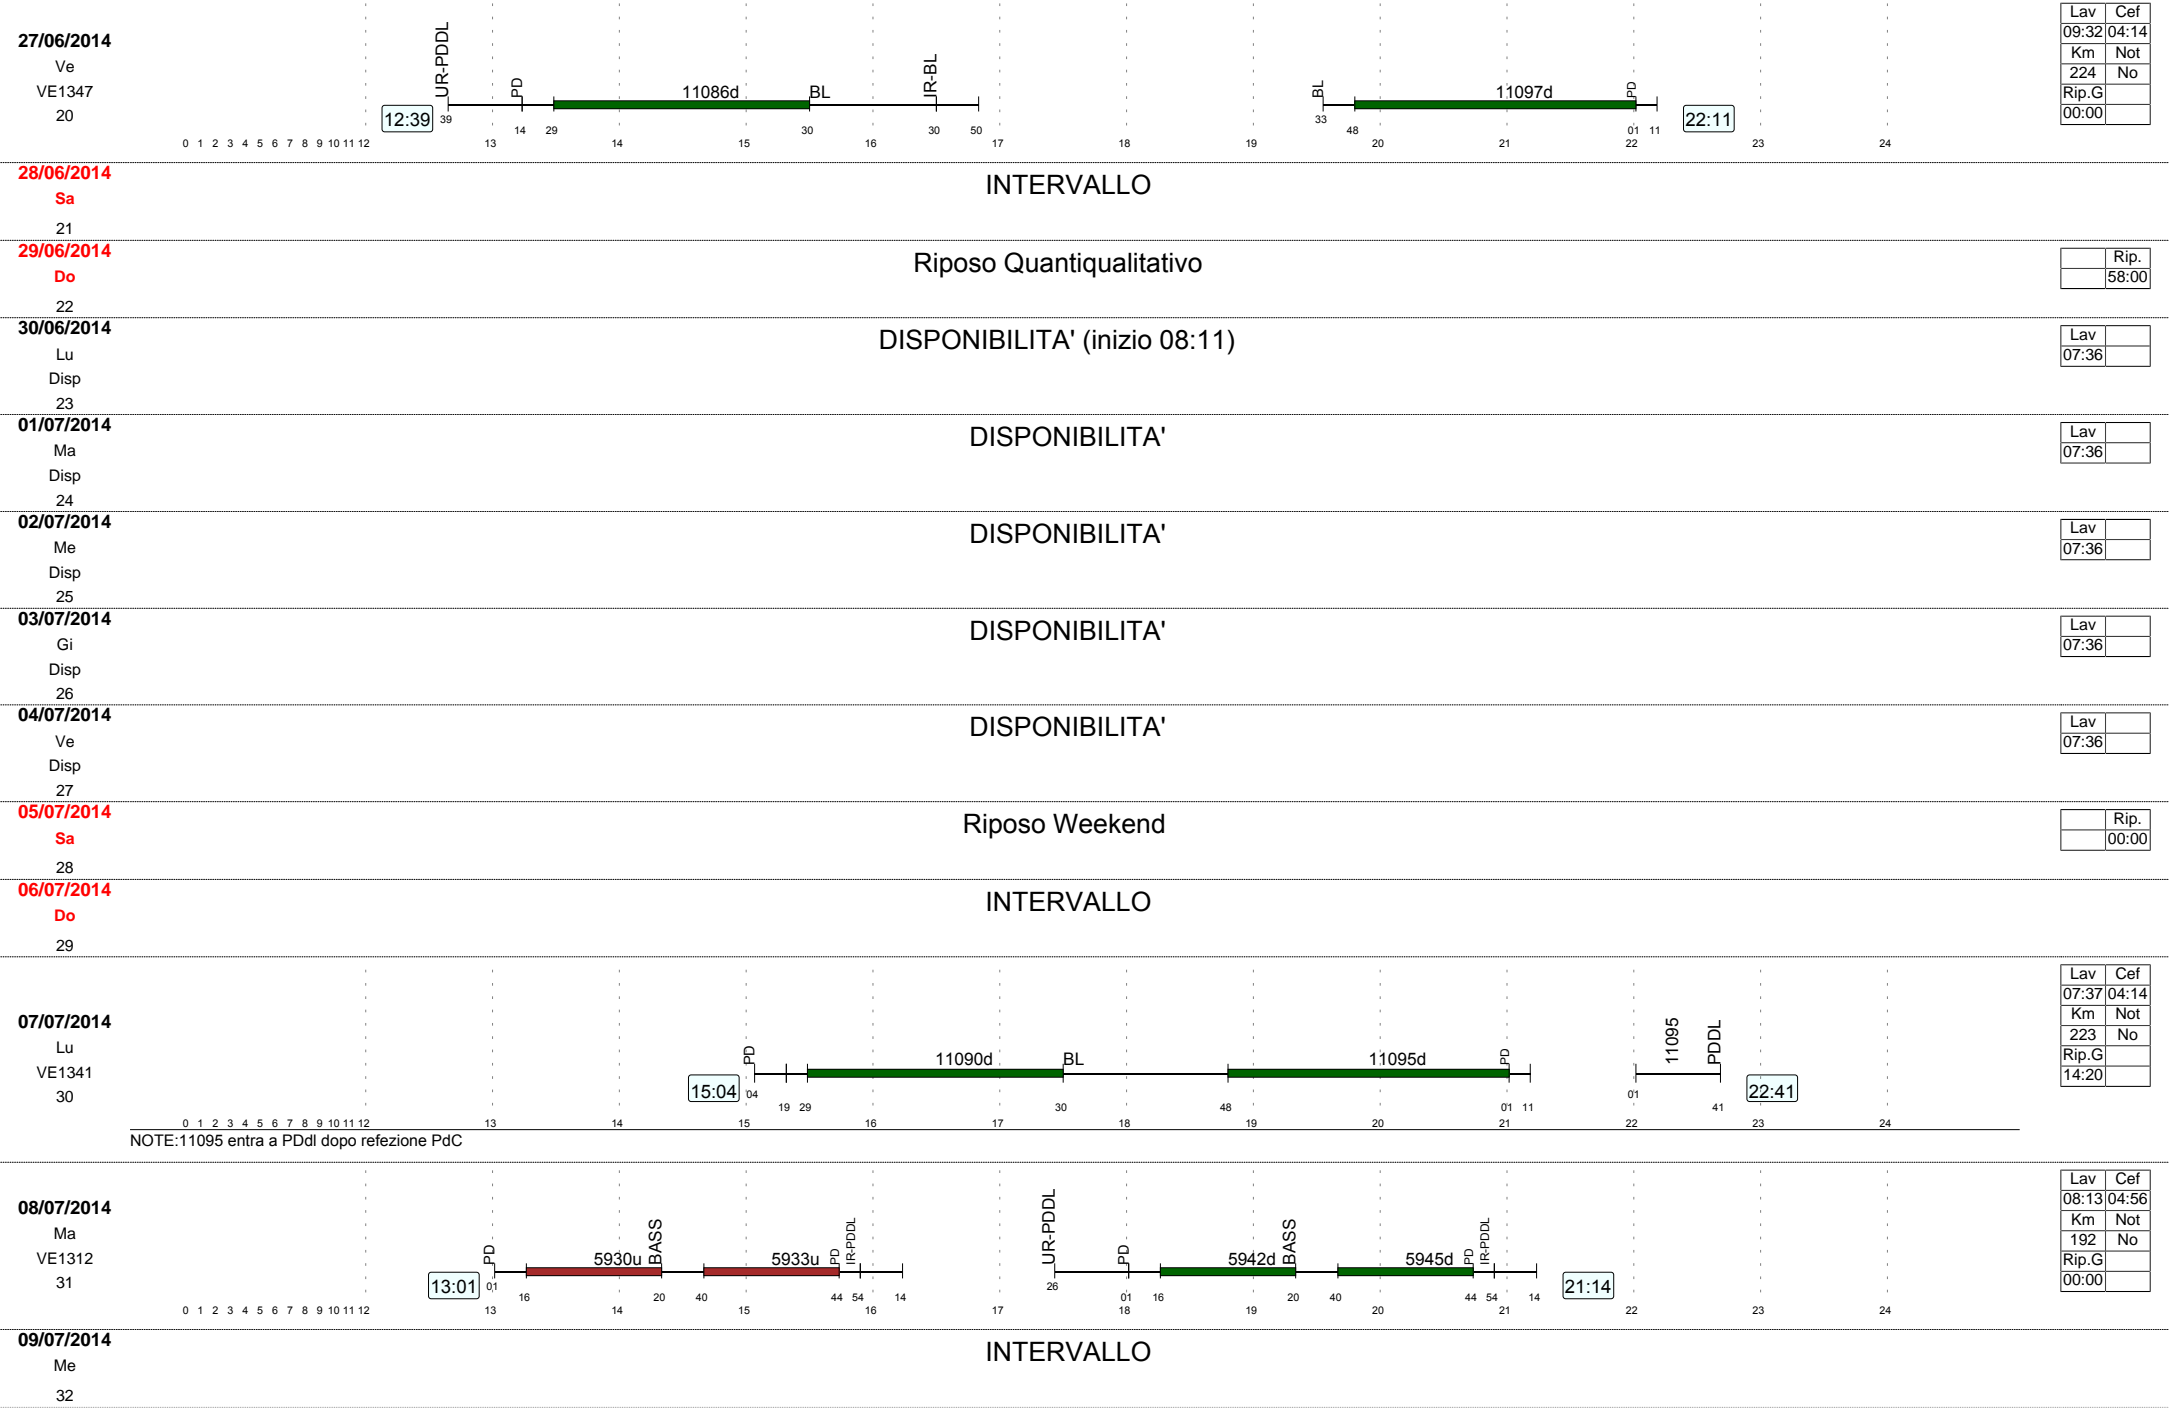 27/06/2014
Ve
VE1347
20
12:39
UR-PDDL PD 11086d BL IR-BL BL 11097d PD
39 14 29 30 30 50 33 48 01 11
22:11
0 1 2 3 4 5 6 7 8 9 10 11 12 13 14 15 16 17 18 19 20 21 22 23 24
Lav Cef
09:32 04:14
Km Not
224 No
Rip.G
00:00
28/06/2014
Sa
21
INTERVALLO
29/06/2014
Do
22
Riposo Quantiqualitativo
Rip.
58:00
30/06/2014
Lu
Disp
23
DISPONIBILITA' (inizio 08:11)
Lav
07:36
01/07/2014
Ma
Disp
24
DISPONIBILITA'
Lav
07:36
02/07/2014
Me
Disp
25
DISPONIBILITA'
Lav
07:36
03/07/2014
Gi
Disp
26
DISPONIBILITA'
Lav
07:36
04/07/2014
Ve
Disp
27
DISPONIBILITA'
Lav
07:36
05/07/2014
Sa
28
Riposo Weekend
Rip.
00:00
06/07/2014
Do
29
INTERVALLO
07/07/2014
Lu
VE1341
30
15:04
PD 11090d BL 11095d PD 11095 PDDL
04 19 29 30 48 01 11 01 41
22:41
0 1 2 3 4 5 6 7 8 9 10 11 12 13 14 15 16 17 18 19 20 21 22 23 24
NOTE:11095 entra a PDdl dopo refezione PdC
Lav Cef
07:37 04:14
Km Not
223 No
Rip.G
14:20
08/07/2014
Ma
VE1312
31
13:01
PD 5930u BASS 5933u PD IR-PDDL UR-PDDL PD 5942d BASS 5945d PD IR-PDDL
01 16 20 40 44 54 14 26 01 16 20 40 44 54 14
21:14
0 1 2 3 4 5 6 7 8 9 10 11 12 13 14 15 16 17 18 19 20 21 22 23 24
Lav Cef
08:13 04:56
Km Not
192 No
Rip.G
00:00
09/07/2014
Me
32
INTERVALLO